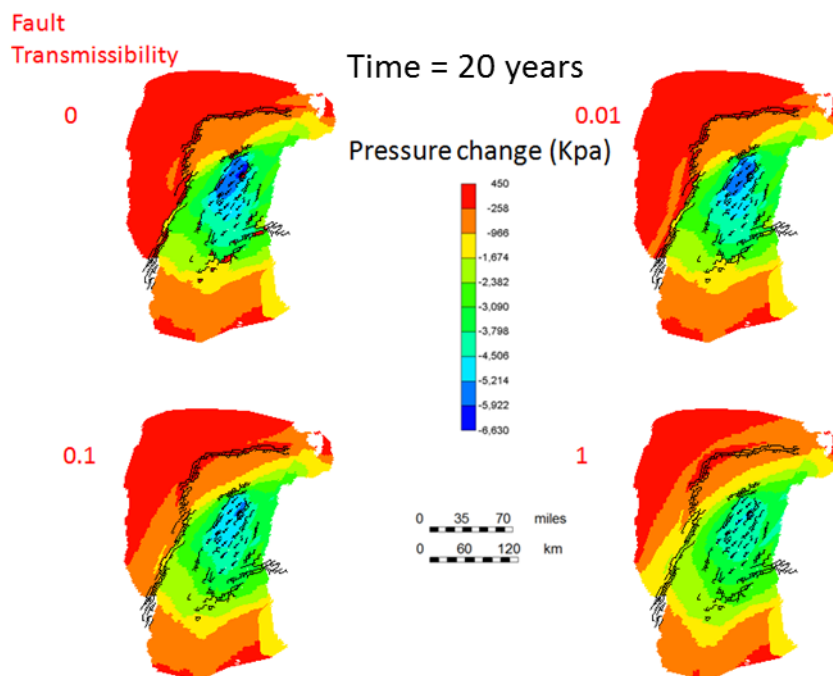 Fault
Transmissibility
Time = 20 years
0
0.01
Pressure change (Kpa)
450
-258
-966
-1,674
-2,382
-3,090
-3,798
-4,506
-5,214
-5,922
-6,630
0.1
1
0 35 70 miles
0 60 120 km